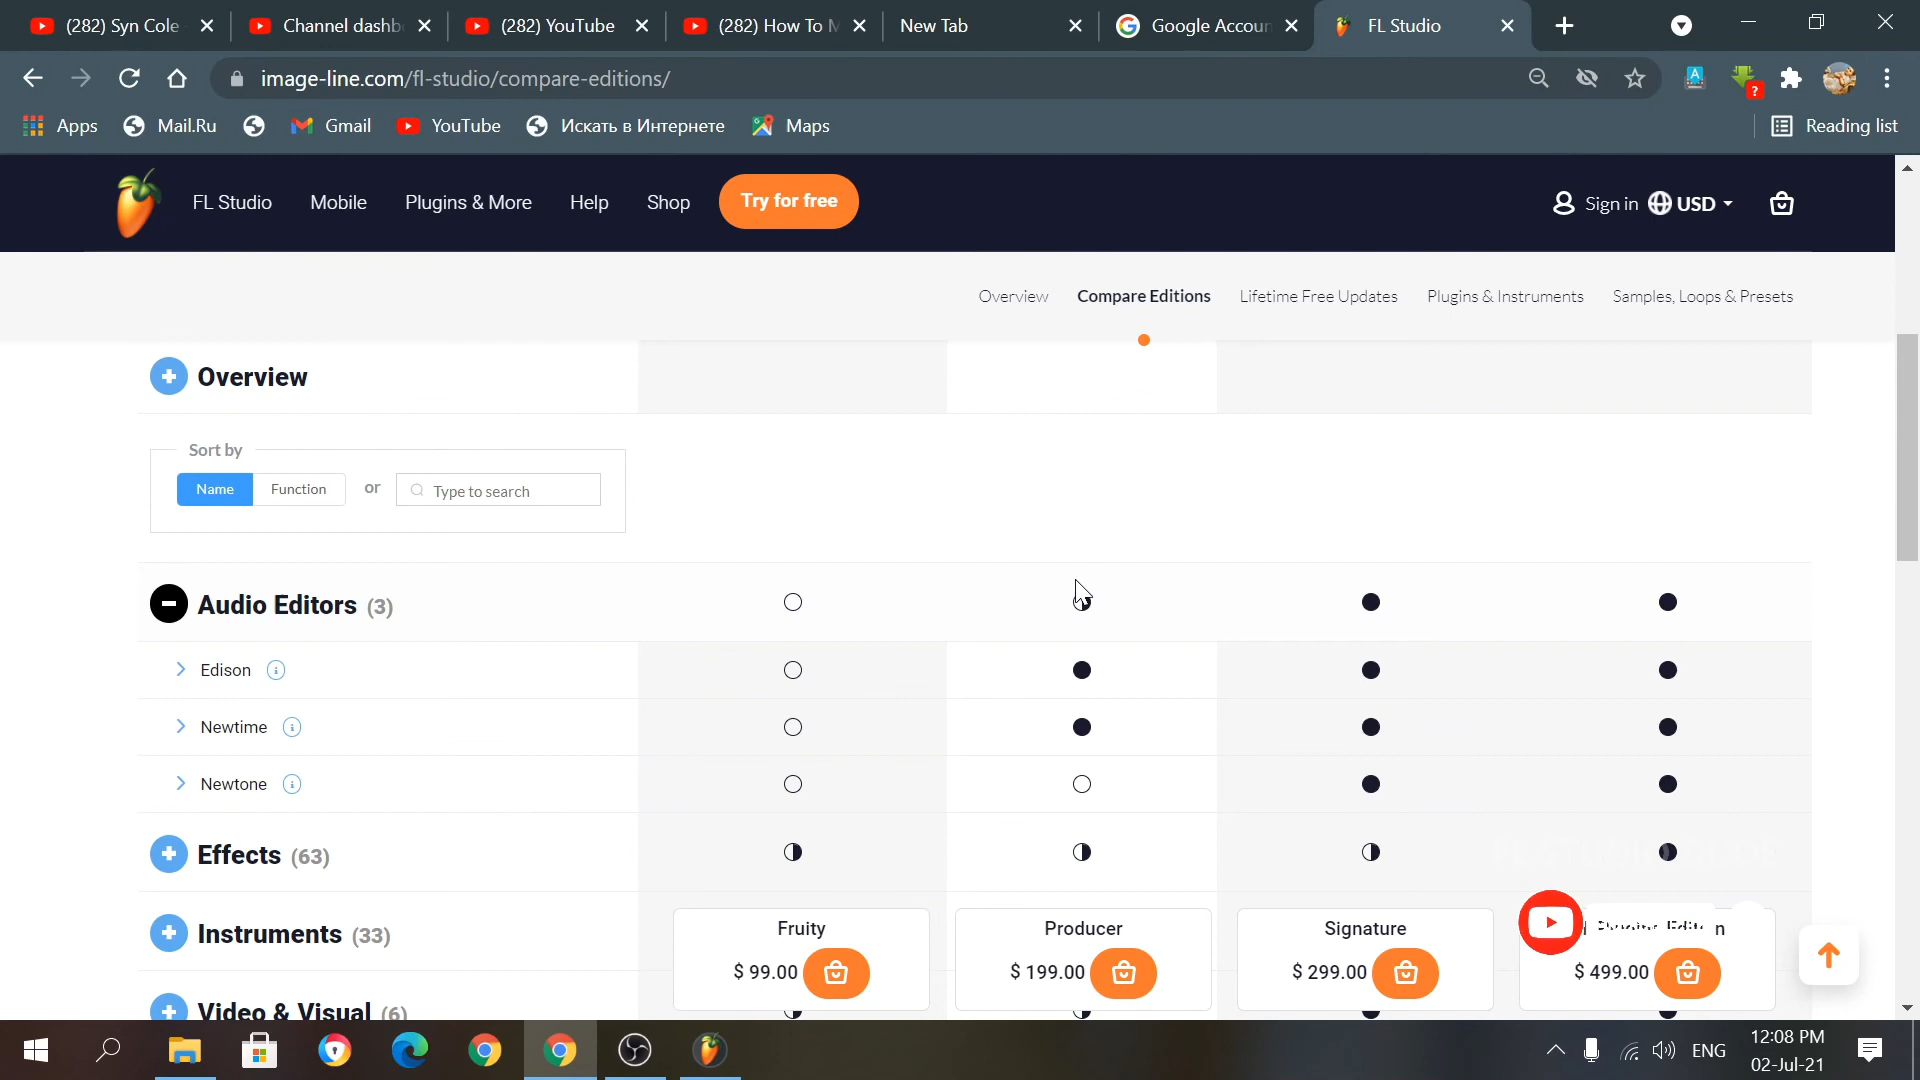 (282) Syn Cole
Channel dashb
(282) YouTube
(282) How To M
New Tab
Google Accoun
FL Studio
image-line.com/fl-studio/compare-editions/
Apps
Mail.Ru
Gmail
YouTube
Искать в Интернете
Maps
Reading list
FL Studio
Mobile
Plugins & More
Help
Shop
Try for free
Sign in
USD
Overview
Compare Editions
Lifetime Free Updates
Plugins & Instruments
Samples, Loops & Presets
Overview
Sort by
Name
Function
or
Type to search
Audio Editors (3)
Edison
Newtime
Newtone
Effects (63)
Instruments (33)
Video & Visual (6)
Fruity
$ 99.00
Producer
$ 199.00
Signature
$ 299.00
$ 499.00
ENG
12:08 PM
02-Jul-21